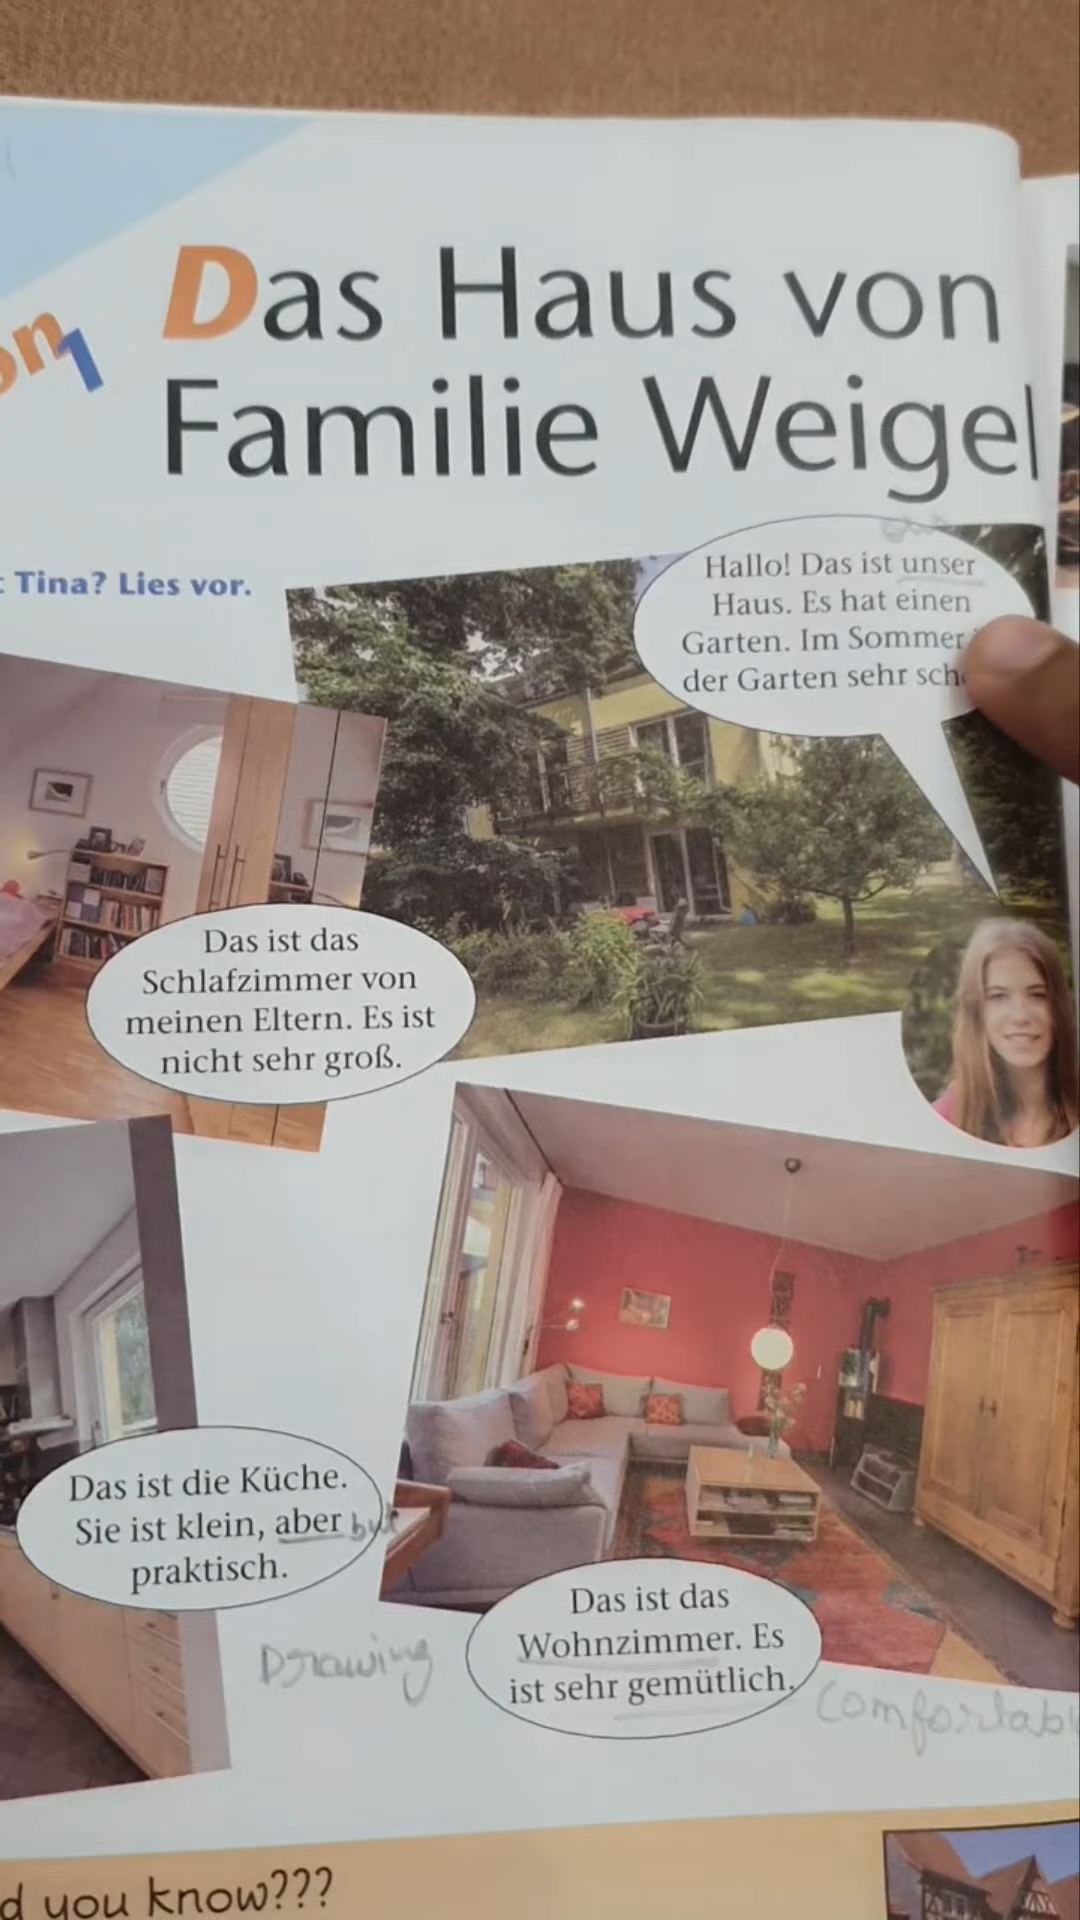 Das Haus von
Familie Weigel
Tina? Lies vor.
Hallo! Das ist unser
Haus. Es hat einen
Garten. Im Sommer
der Garten sehr
Das ist das
Schlafzimmer von
meinen Eltern. Es ist
nicht sehr groß.
Das ist die Küche.
Sie ist klein, aber but
praktisch.
Das ist das
Wohnzimmer. Es
ist sehr gemütlich.
Drawing
you know???